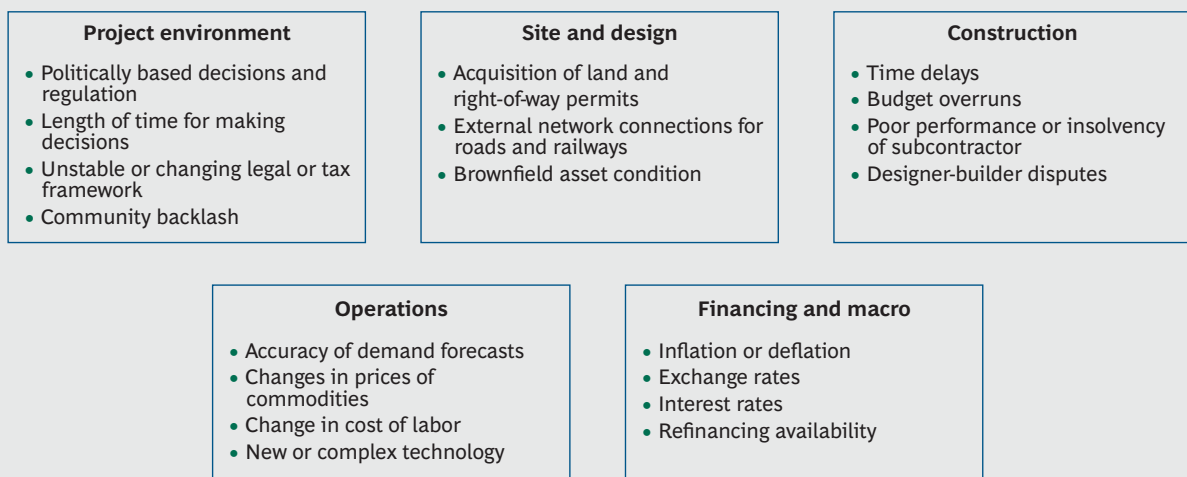 Project environment
• Politically based decisions and
regulation
• Length of time for making
decisions
• Unstable or changing legal or tax
framework
• Community backlash
Site and design
• Acquisition of land and
right-of-way permits
• External network connections for
roads and railways
• Brownfield asset condition
Construction
• Time delays
• Budget overruns
• Poor performance or insolvency
of subcontractor
• Designer-builder disputes
Operations
• Accuracy of demand forecasts
• Changes in prices of
commodities
• Change in cost of labor
• New or complex technology
Financing and macro
• Inflation or deflation
• Exchange rates
• Interest rates
• Refinancing availability